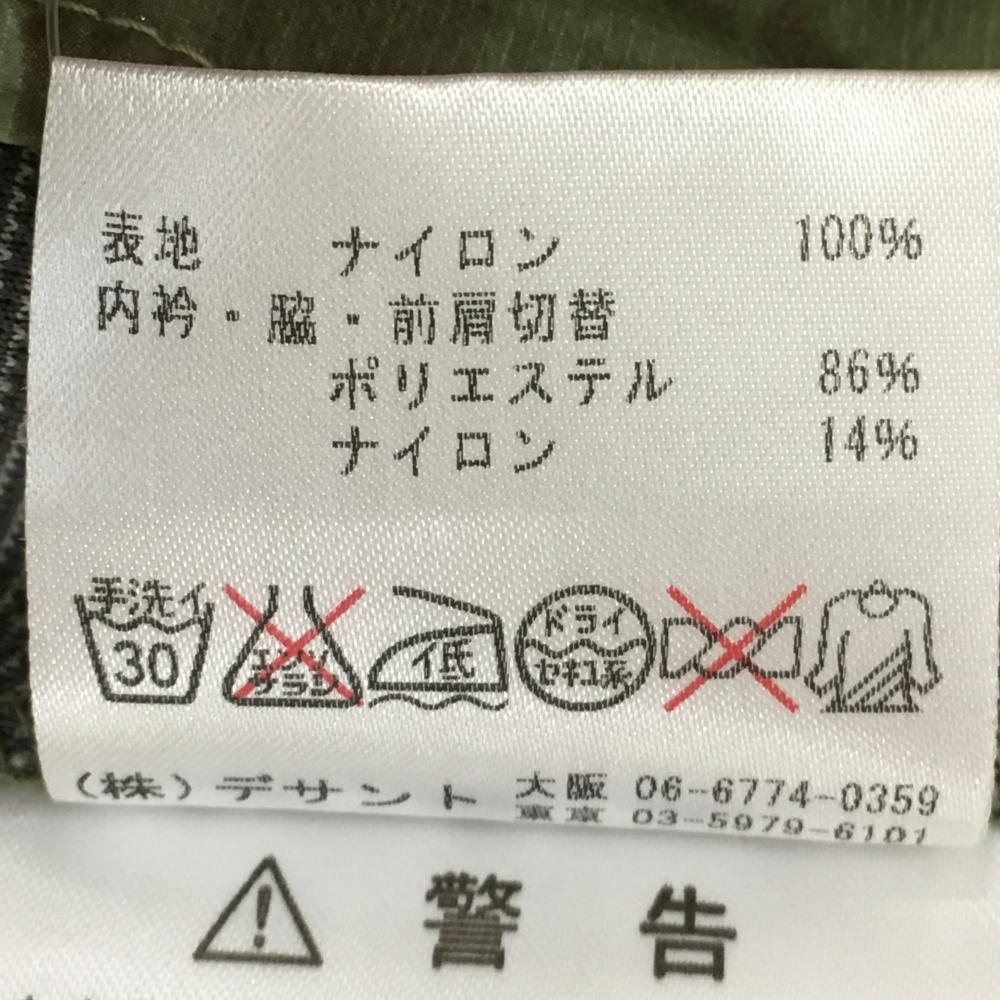 表地 ナイロン 100%
内衿・脇・前肩切替
ポリエステル 86%
ナイロン 14%
手洗イ 30 エンソ サラシ 低 ドライ セキユ系
(株)デサント 大阪 06-6774-0359
東京 03-5979-6101
警告